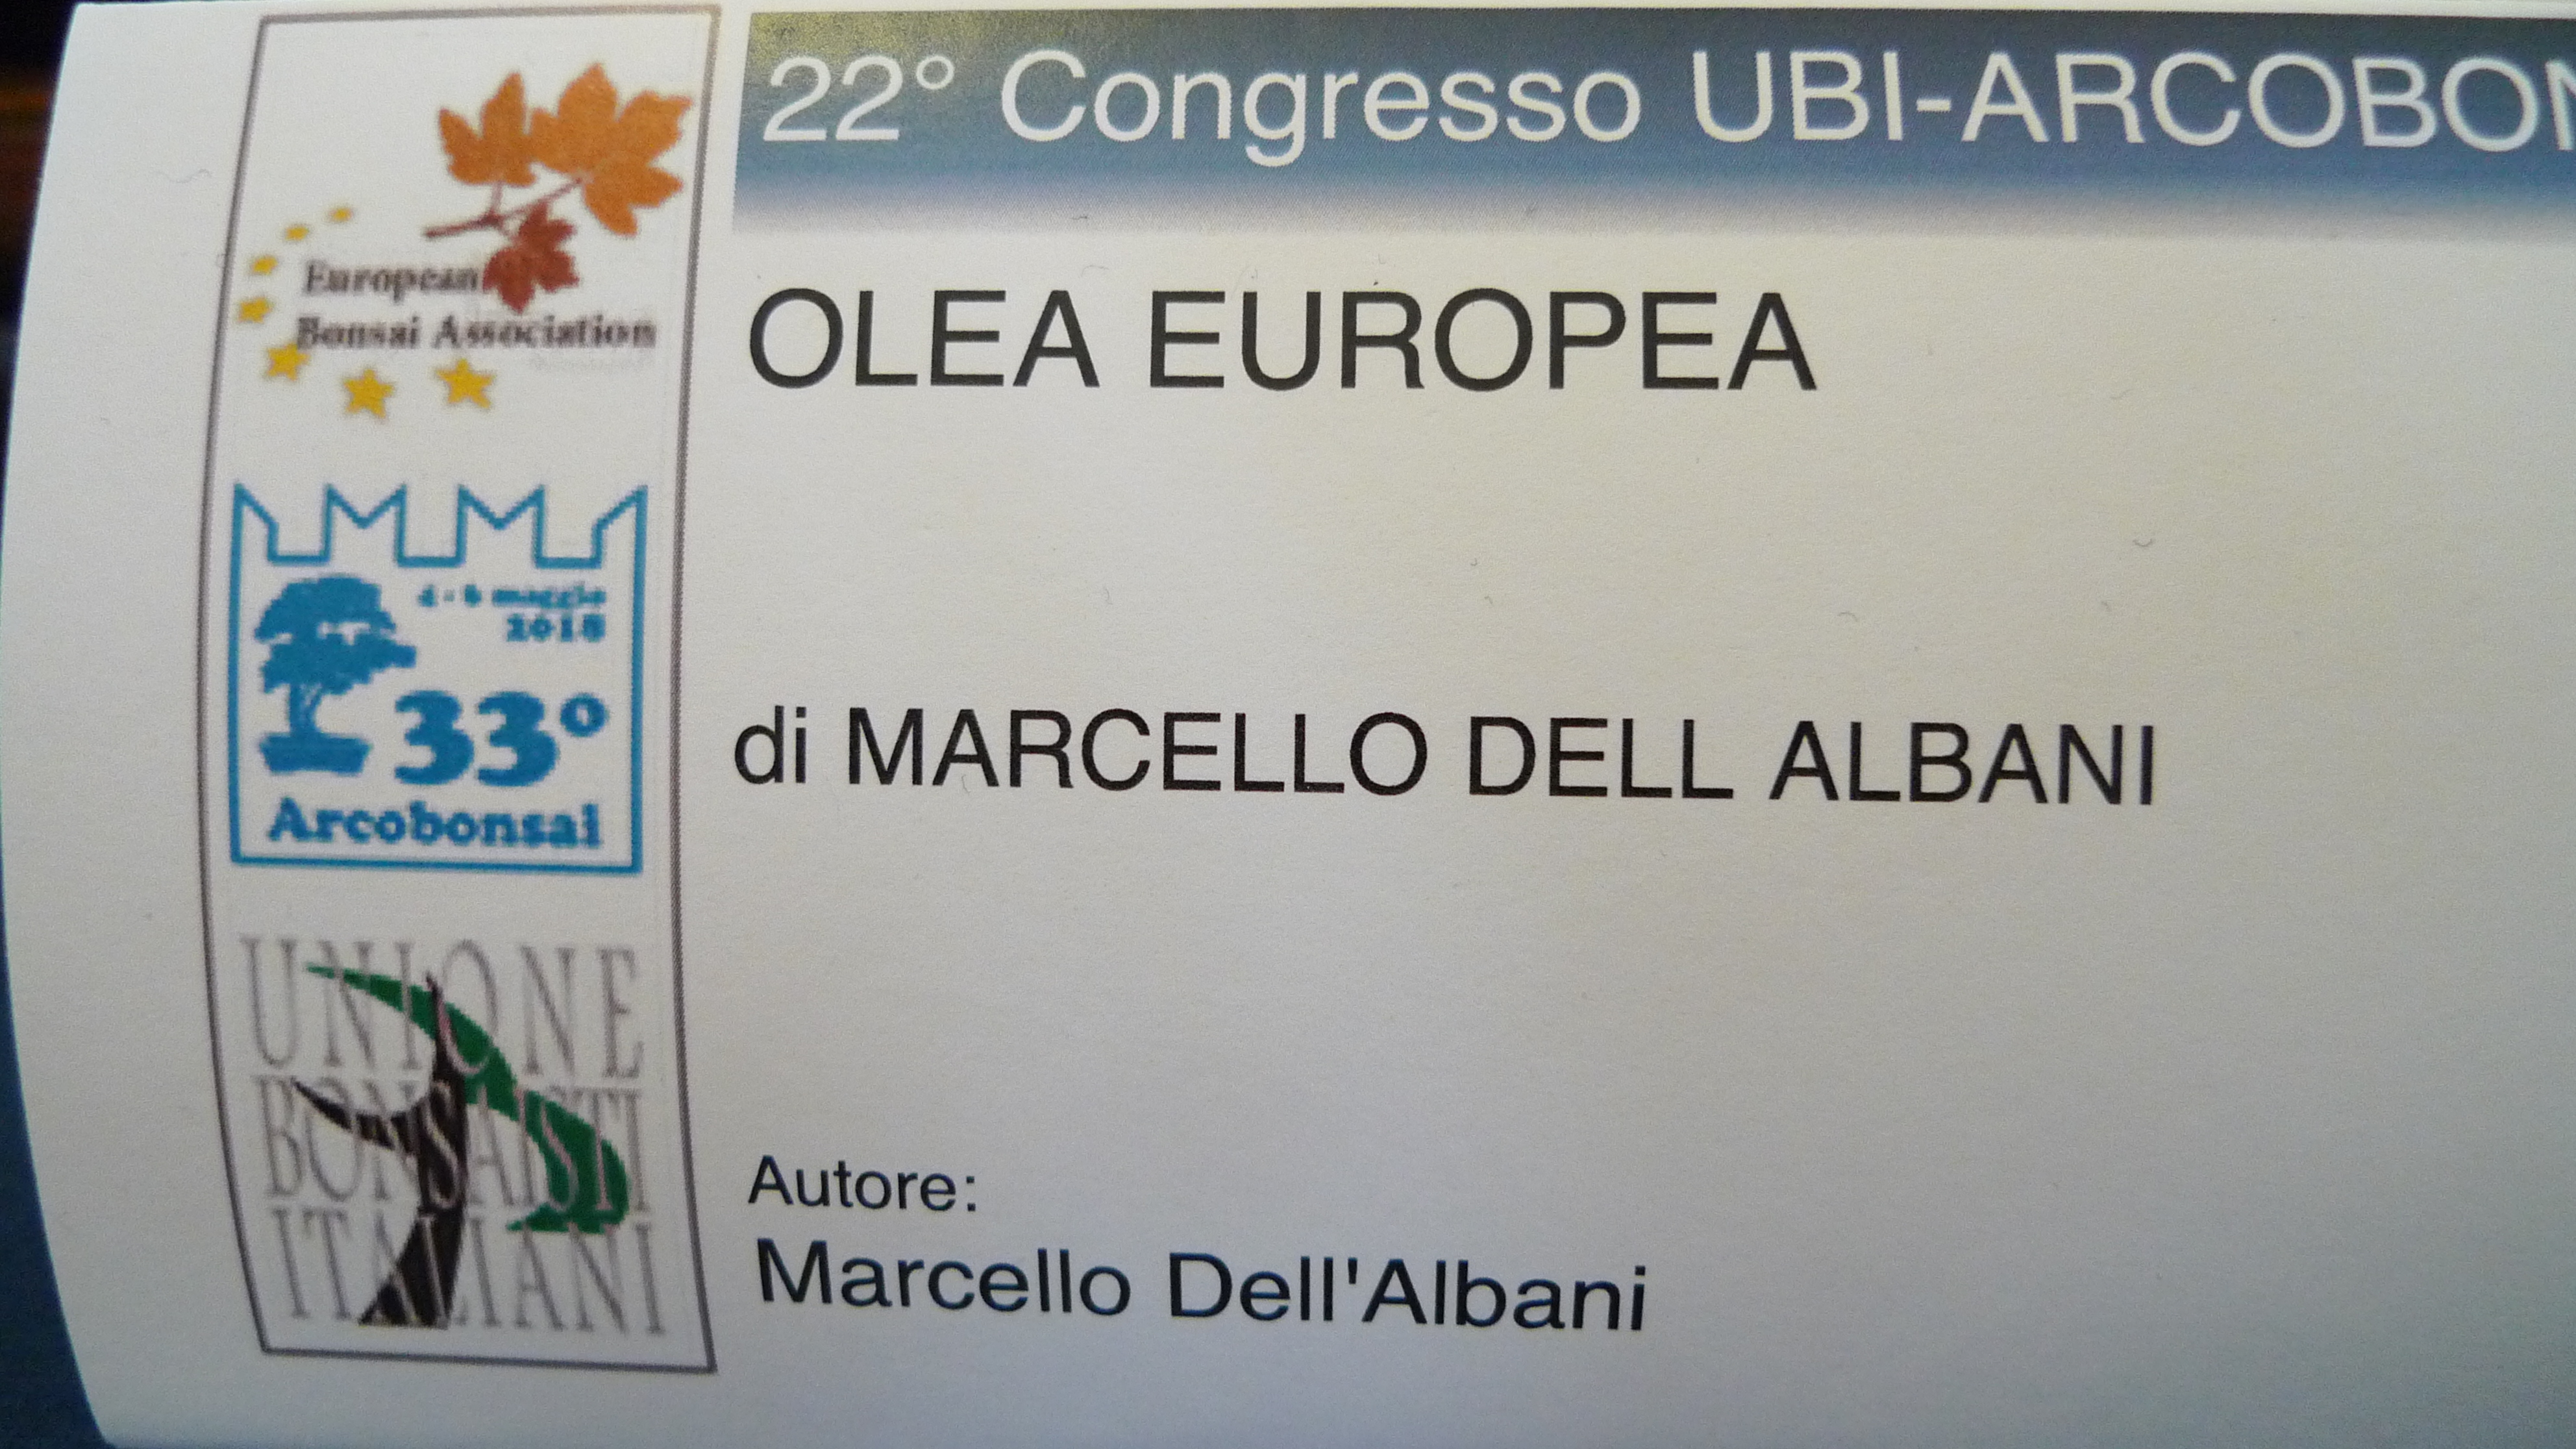 22° Congresso UBI-ARCOBON
OLEA EUROPEA
di MARCELLO DELL ALBANI
Autore:
Marcello Dell'Albani
European
Bonsai Association
4 - 6 maggio
2018
33°
Arcobonsai
UNIONE
BONSAISTI
ITALIANI